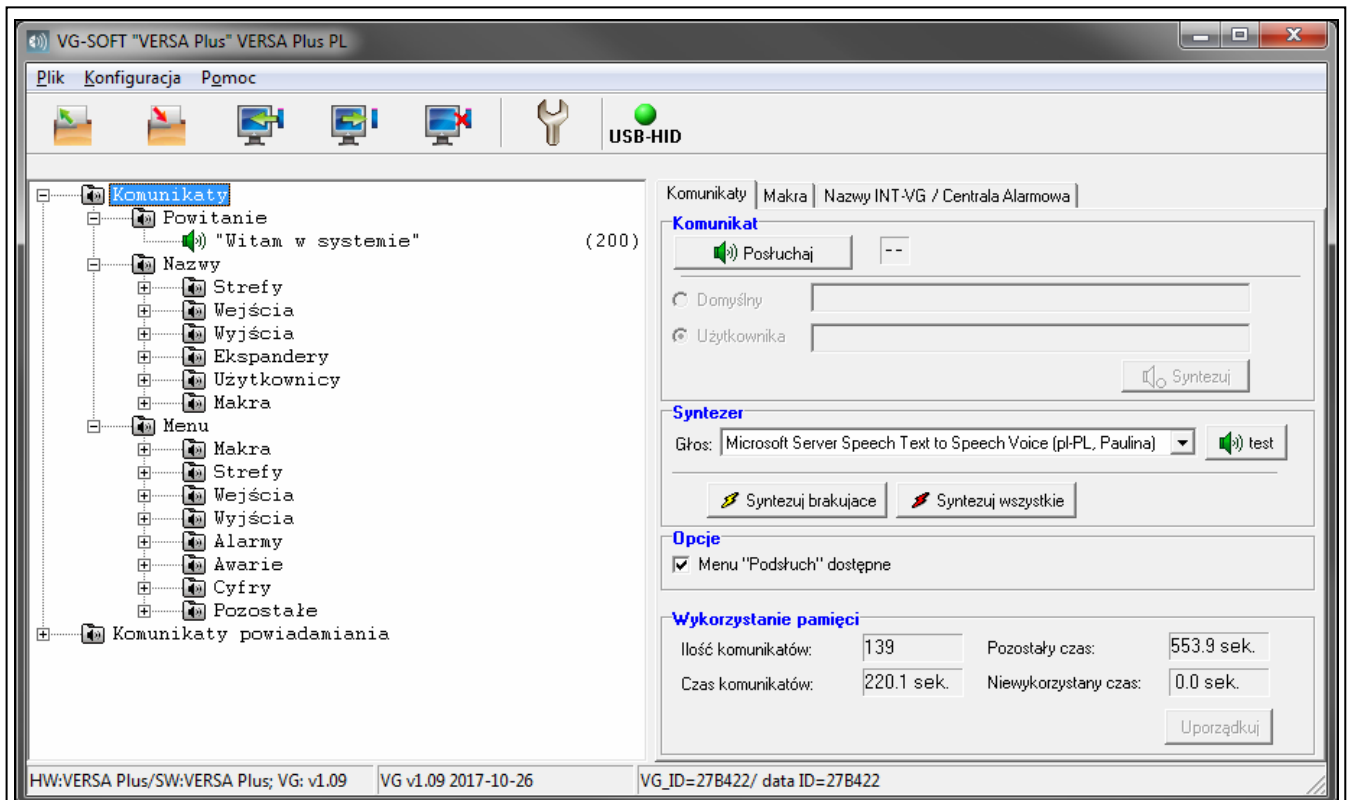 VG-SOFT "VERSA Plus" VERSA Plus PL
Plik Konfiguracja Pomoc
USB-HID
Komunikaty
Powitanie
"Witam w systemie" (200)
Nazwy
Strefy
Wejścia
Wyjścia
Ekspandery
Użytkownicy
Makra
Menu
Makra
Strefy
Wejścia
Wyjścia
Alarmy
Awarie
Cyfry
Pozostałe
Komunikaty powiadamiania
Komunikaty Makra Nazwy INT-VG / Centrala Alarmowa
Komunikat
Posłuchaj --
Domyślny
Użytkownika
Syntezuj
Syntezer
Głos: Microsoft Server Speech Text to Speech Voice (pl-PL, Paulina) test
Syntezuj brakujace Syntezuj wszystkie
Opcje
Menu "Podsłuch" dostępne
Wykorzystanie pamięci
Ilość komunikatów: 139 Pozostały czas: 553.9 sek.
Czas komunikatów: 220.1 sek. Niewykorzystany czas: 0.0 sek.
Uporządkuj
HW:VERSA Plus/SW:VERSA Plus; VG: v1.09 VG v1.09 2017-10-26 VG_ID=27B422/ data ID=27B422